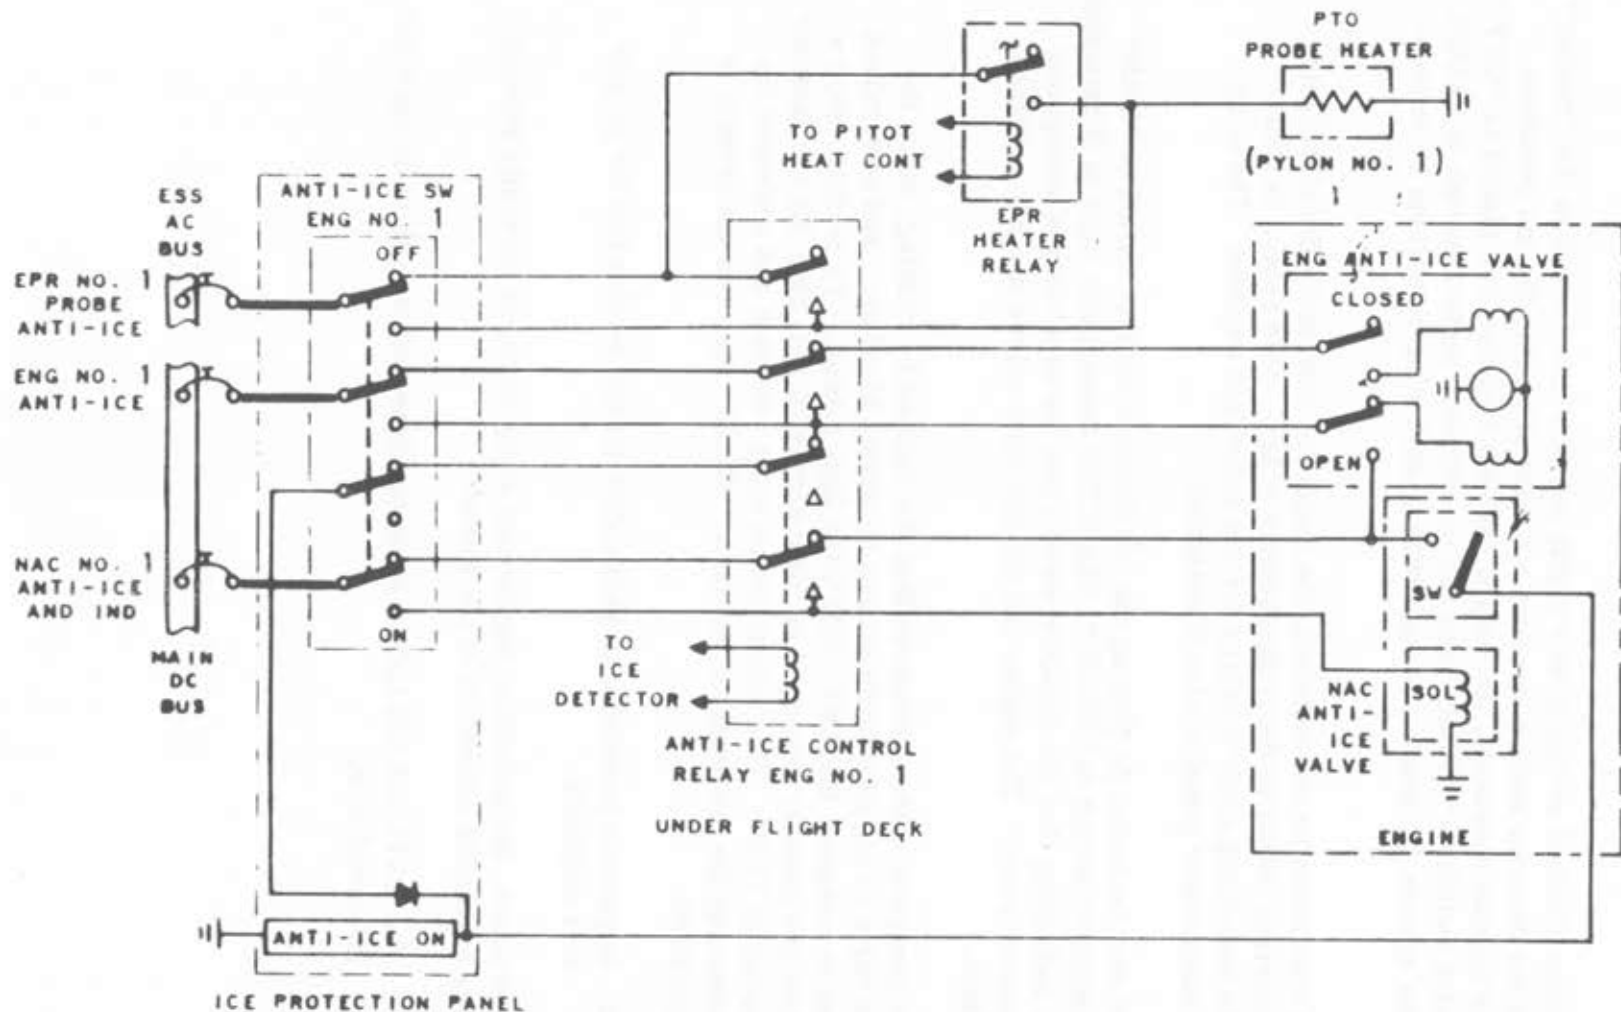 PTO
PROBE HEATER
(PYLON NO. 1)
TO PITOT
HEAT CONT
EPR
HEATER
RELAY
ESS
AC
BUS
ANTI-ICE SW
ENG NO. 1
OFF
EPR NO. 1
PROBE
ANTI-ICE
ENG NO. 1
ANTI-ICE
NAC NO. 1
ANTI-ICE
AND IND
MAIN
DC
BUS
ON
TO
ICE
DETECTOR
ANTI-ICE CONTROL
RELAY ENG NO. 1
UNDER FLIGHT DECK
ENG ANTI-ICE VALVE
CLOSED
OPEN
SW
SOL
NAC
ANTI-
ICE
VALVE
ENGINE
ANTI-ICE ON
ICE PROTECTION PANEL